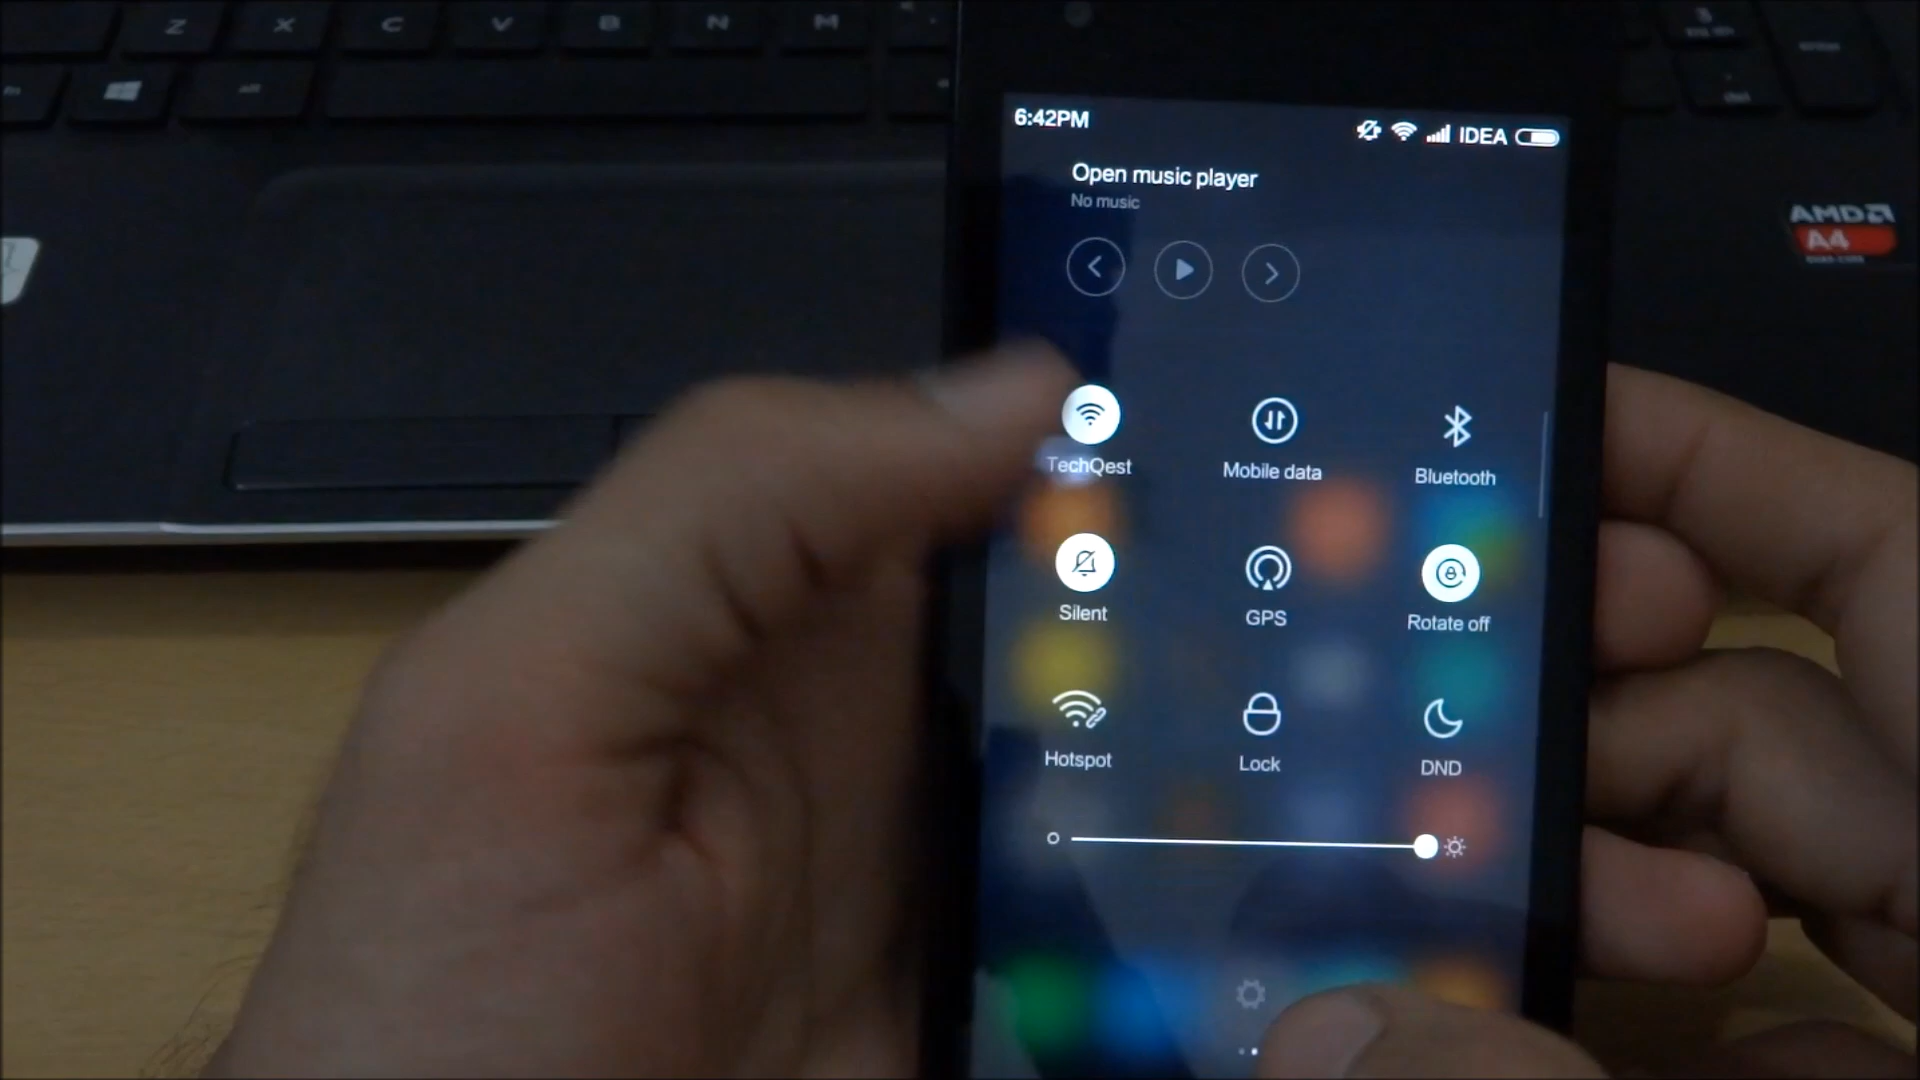 Z X C V B N M
alt
6:42PM IDEA
Open music player
No music
TechQest Mobile data Bluetooth
Silent GPS Rotate off
Hotspot Lock DND
AMD
A4